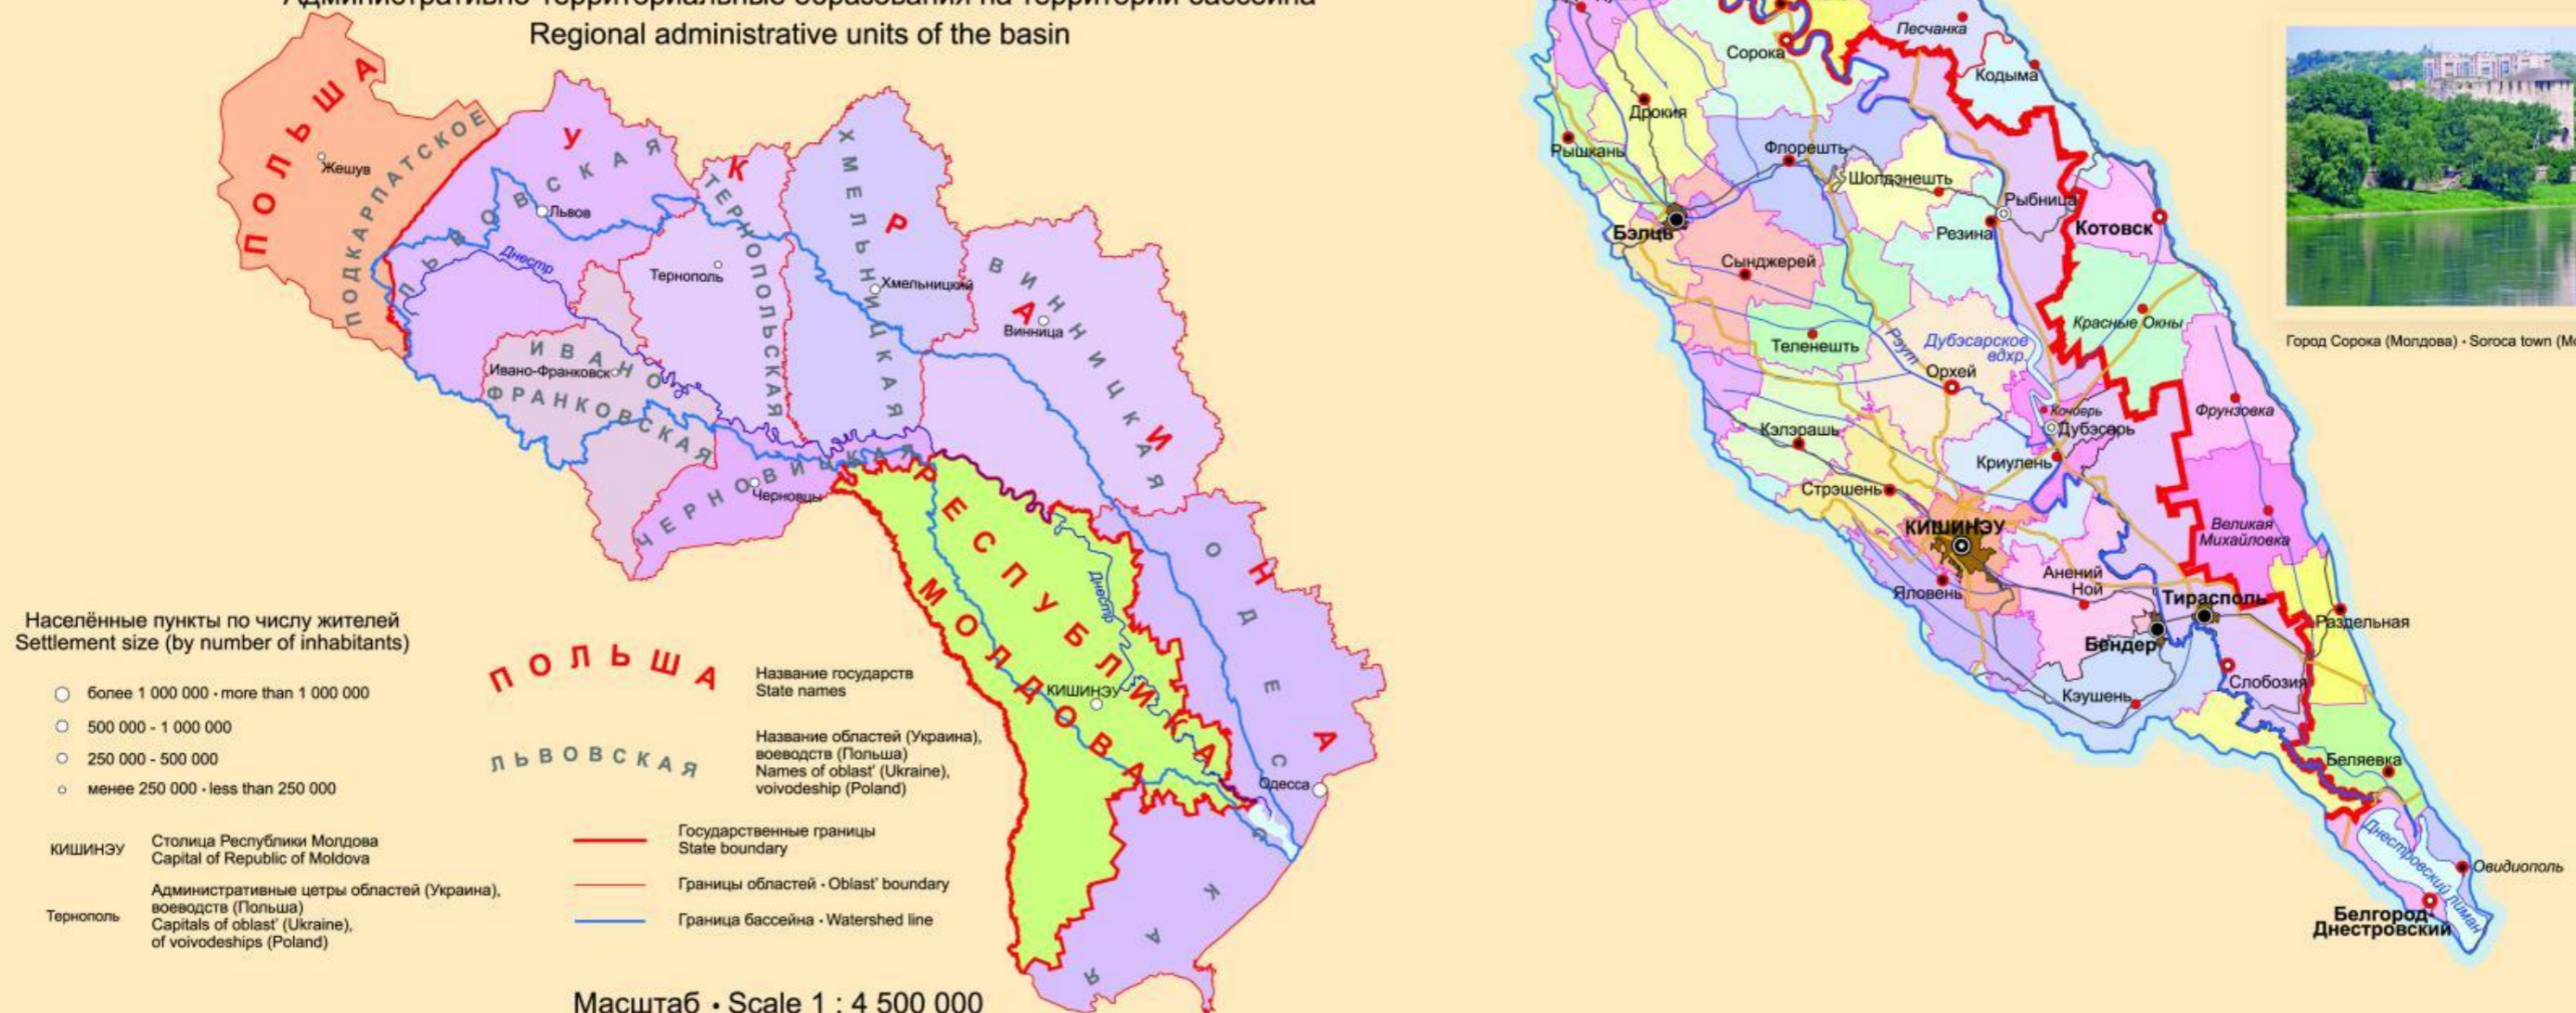 Административно-территориальные образования на территории бассейна
Regional administrative units of the basin
ПОЛЬША
ПОДКАРПАТСКОЕ
Жешув
УКРАИНА
ЛЬВОВСКАЯ
Львов
Днестр
ТЕРНОПОЛЬСКАЯ
Тернополь
ХМЕЛЬНИЦКАЯ
Хмельницкий
ВИННИЦКАЯ
Винница
ИВАНО
Ивано-Франковск
ФРАНКОВСКАЯ
ЧЕРНОВИЦКАЯ
Черновцы
РЕСПУБЛИКА
МОЛДОВА
Днестр
КИШИНЭУ
ОДЕССКАЯ
Одесса
Населённые пункты по числу жителей
Settlement size (by number of inhabitants)
более 1 000 000 · more than 1 000 000
500 000 - 1 000 000
250 000 - 500 000
менее 250 000 · less than 250 000
КИШИНЭУ
Столица Республики Молдова
Capital of Republic of Moldova
Тернополь
Административные цетры областей (Украина),
воеводств (Польша)
Capitals of oblast' (Ukraine),
of voivodeships (Poland)
ПОЛЬША
Название государств
State names
ЛЬВОВСКАЯ
Название областей (Украина),
воеводств (Польша)
Names of oblast' (Ukraine),
voivodeship (Poland)
Государственные границы
State boundary
Границы областей · Oblast' boundary
Граница бассейна · Watershed line
Масштаб · Scale 1 : 4 500 000
Песчанка
Сорока
Кодыма
Дрокия
Рышкань
Флорешть
Шолдэнешть
Рыбница
Бэлць
Резина
Котовск
Сынджерей
Красные Окны
Теленешть
Рэут
Дубэсарское
вдхр.
Орхей
Кочиерь
Фрунзовка
Дубэсарь
Кэлэрашь
Криулень
Стрэшень
КИШИНЭУ
Великая
Михайловка
Анений
Ной
Яловень
Тирасполь
Раздельная
Бендер
Слобозия
Кэушень
Беляевка
Днестровский лиман
Овидиополь
Белгород-
Днестровский
Город Сорока (Молдова) · Soroca town